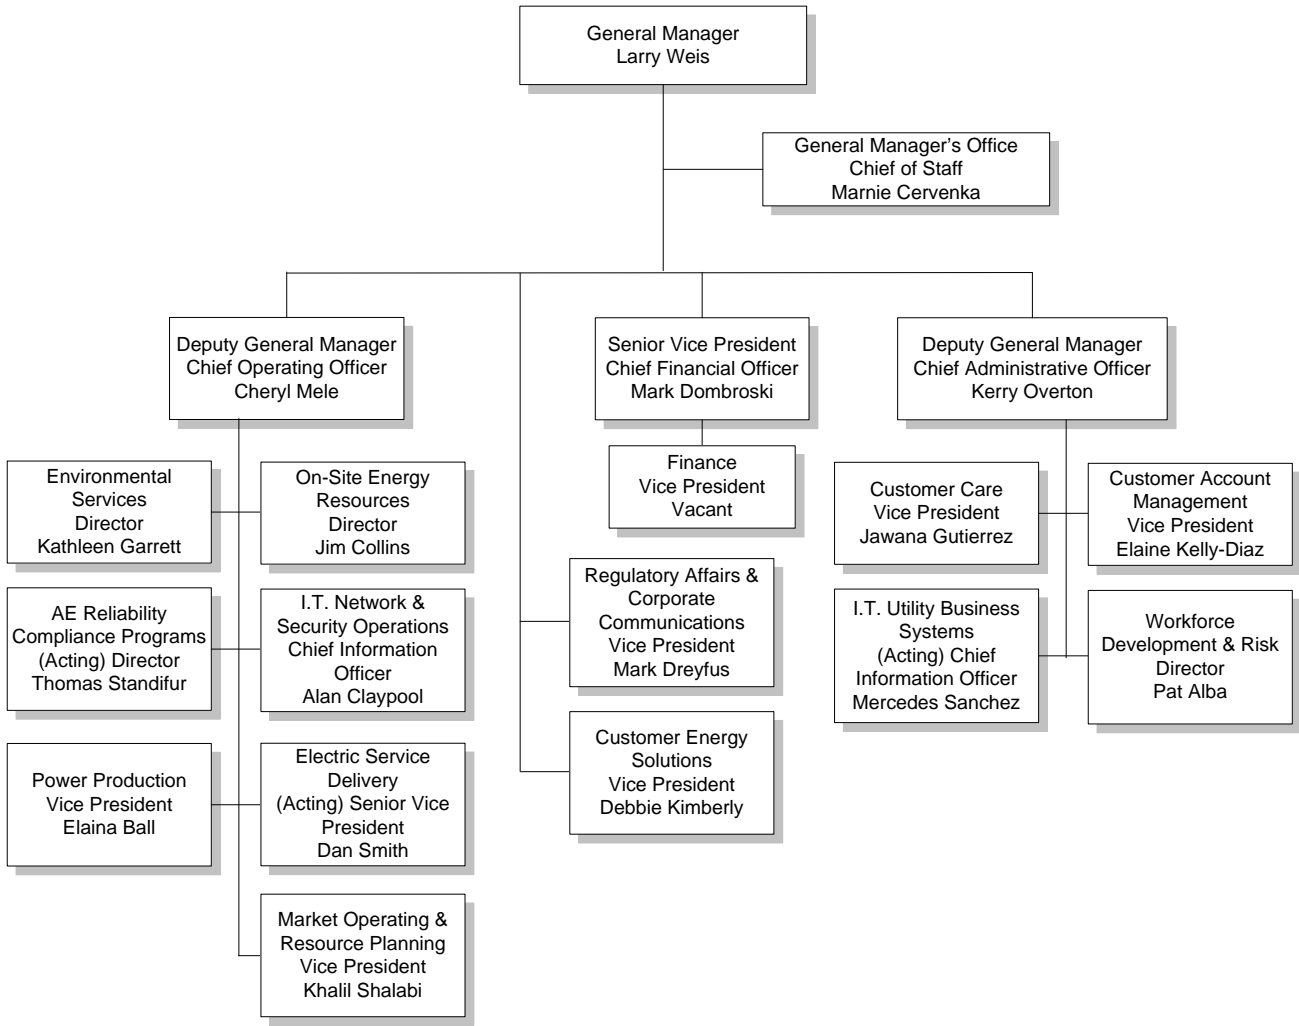 General Manager
Larry Weis
General Manager's Office
Chief of Staff
Marnie Cervenka
Deputy General Manager
Chief Operating Officer
Cheryl Mele
Senior Vice President
Chief Financial Officer
Mark Dombroski
Deputy General Manager
Chief Administrative Officer
Kerry Overton
Environmental
Services
Director
Kathleen Garrett
On-Site Energy
Resources
Director
Jim Collins
Finance
Vice President
Vacant
Customer Care
Vice President
Jawana Gutierrez
Customer Account
Management
Vice President
Elaine Kelly-Diaz
AE Reliability
Compliance Programs
(Acting) Director
Thomas Standifur
I.T. Network &
Security Operations
Chief Information
Officer
Alan Claypool
Regulatory Affairs &
Corporate
Communications
Vice President
Mark Dreyfus
I.T. Utility Business
Systems
(Acting) Chief
Information Officer
Mercedes Sanchez
Workforce
Development & Risk
Director
Pat Alba
Power Production
Vice President
Elaina Ball
Electric Service
Delivery
(Acting) Senior Vice
President
Dan Smith
Customer Energy
Solutions
Vice President
Debbie Kimberly
Market Operating &
Resource Planning
Vice President
Khalil Shalabi